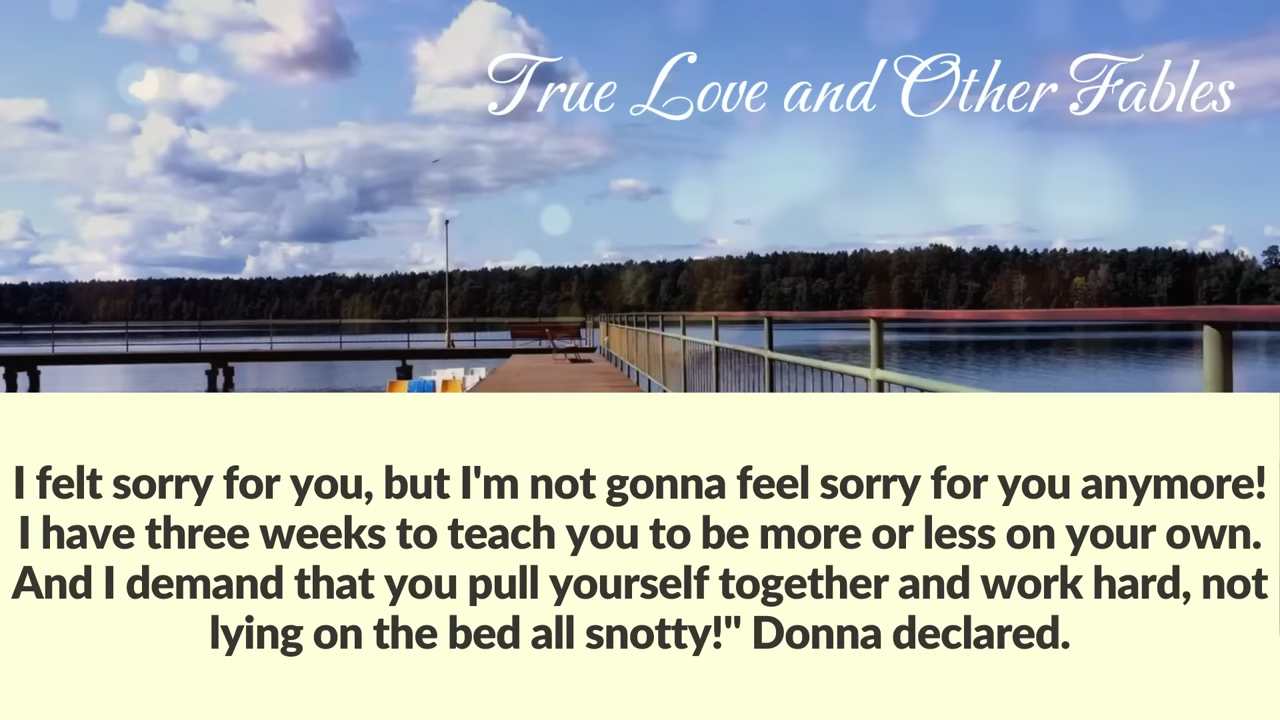 True Love and Other Fables
I felt sorry for you, but I'm not gonna feel sorry for you anymore!
I have three weeks to teach you to be more or less on your own.
And I demand that you pull yourself together and work hard, not
lying on the bed all snotty!" Donna declared.